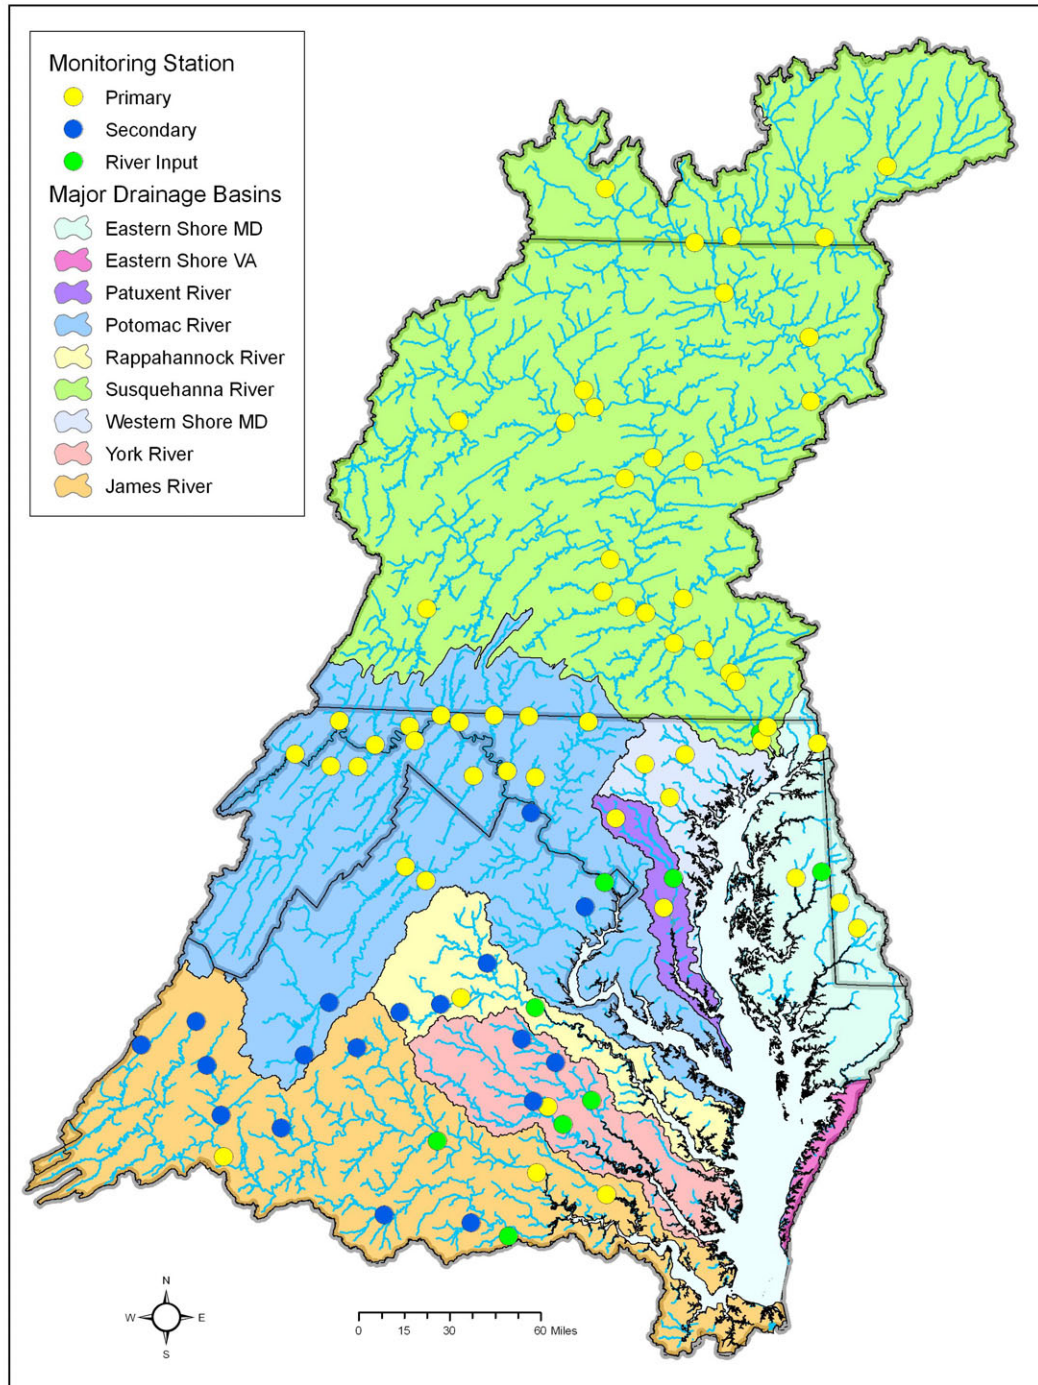 Monitoring Station
Primary
Secondary
River Input
Major Drainage Basins
Eastern Shore MD
Eastern Shore VA
Patuxent River
Potomac River
Rappahannock River
Susquehanna River
Western Shore MD
York River
James River
N
W E
S
0 15 30 60 Miles